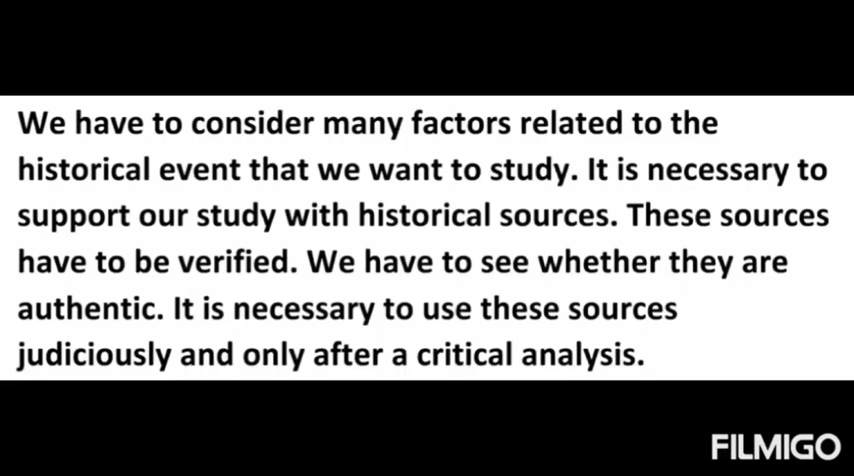 We have to consider many factors related to the
historical event that we want to study. It is necessary to
support our study with historical sources. These sources
have to be verified. We have to see whether they are
authentic. It is necessary to use these sources
judiciously and only after a critical analysis.
FILMIGO